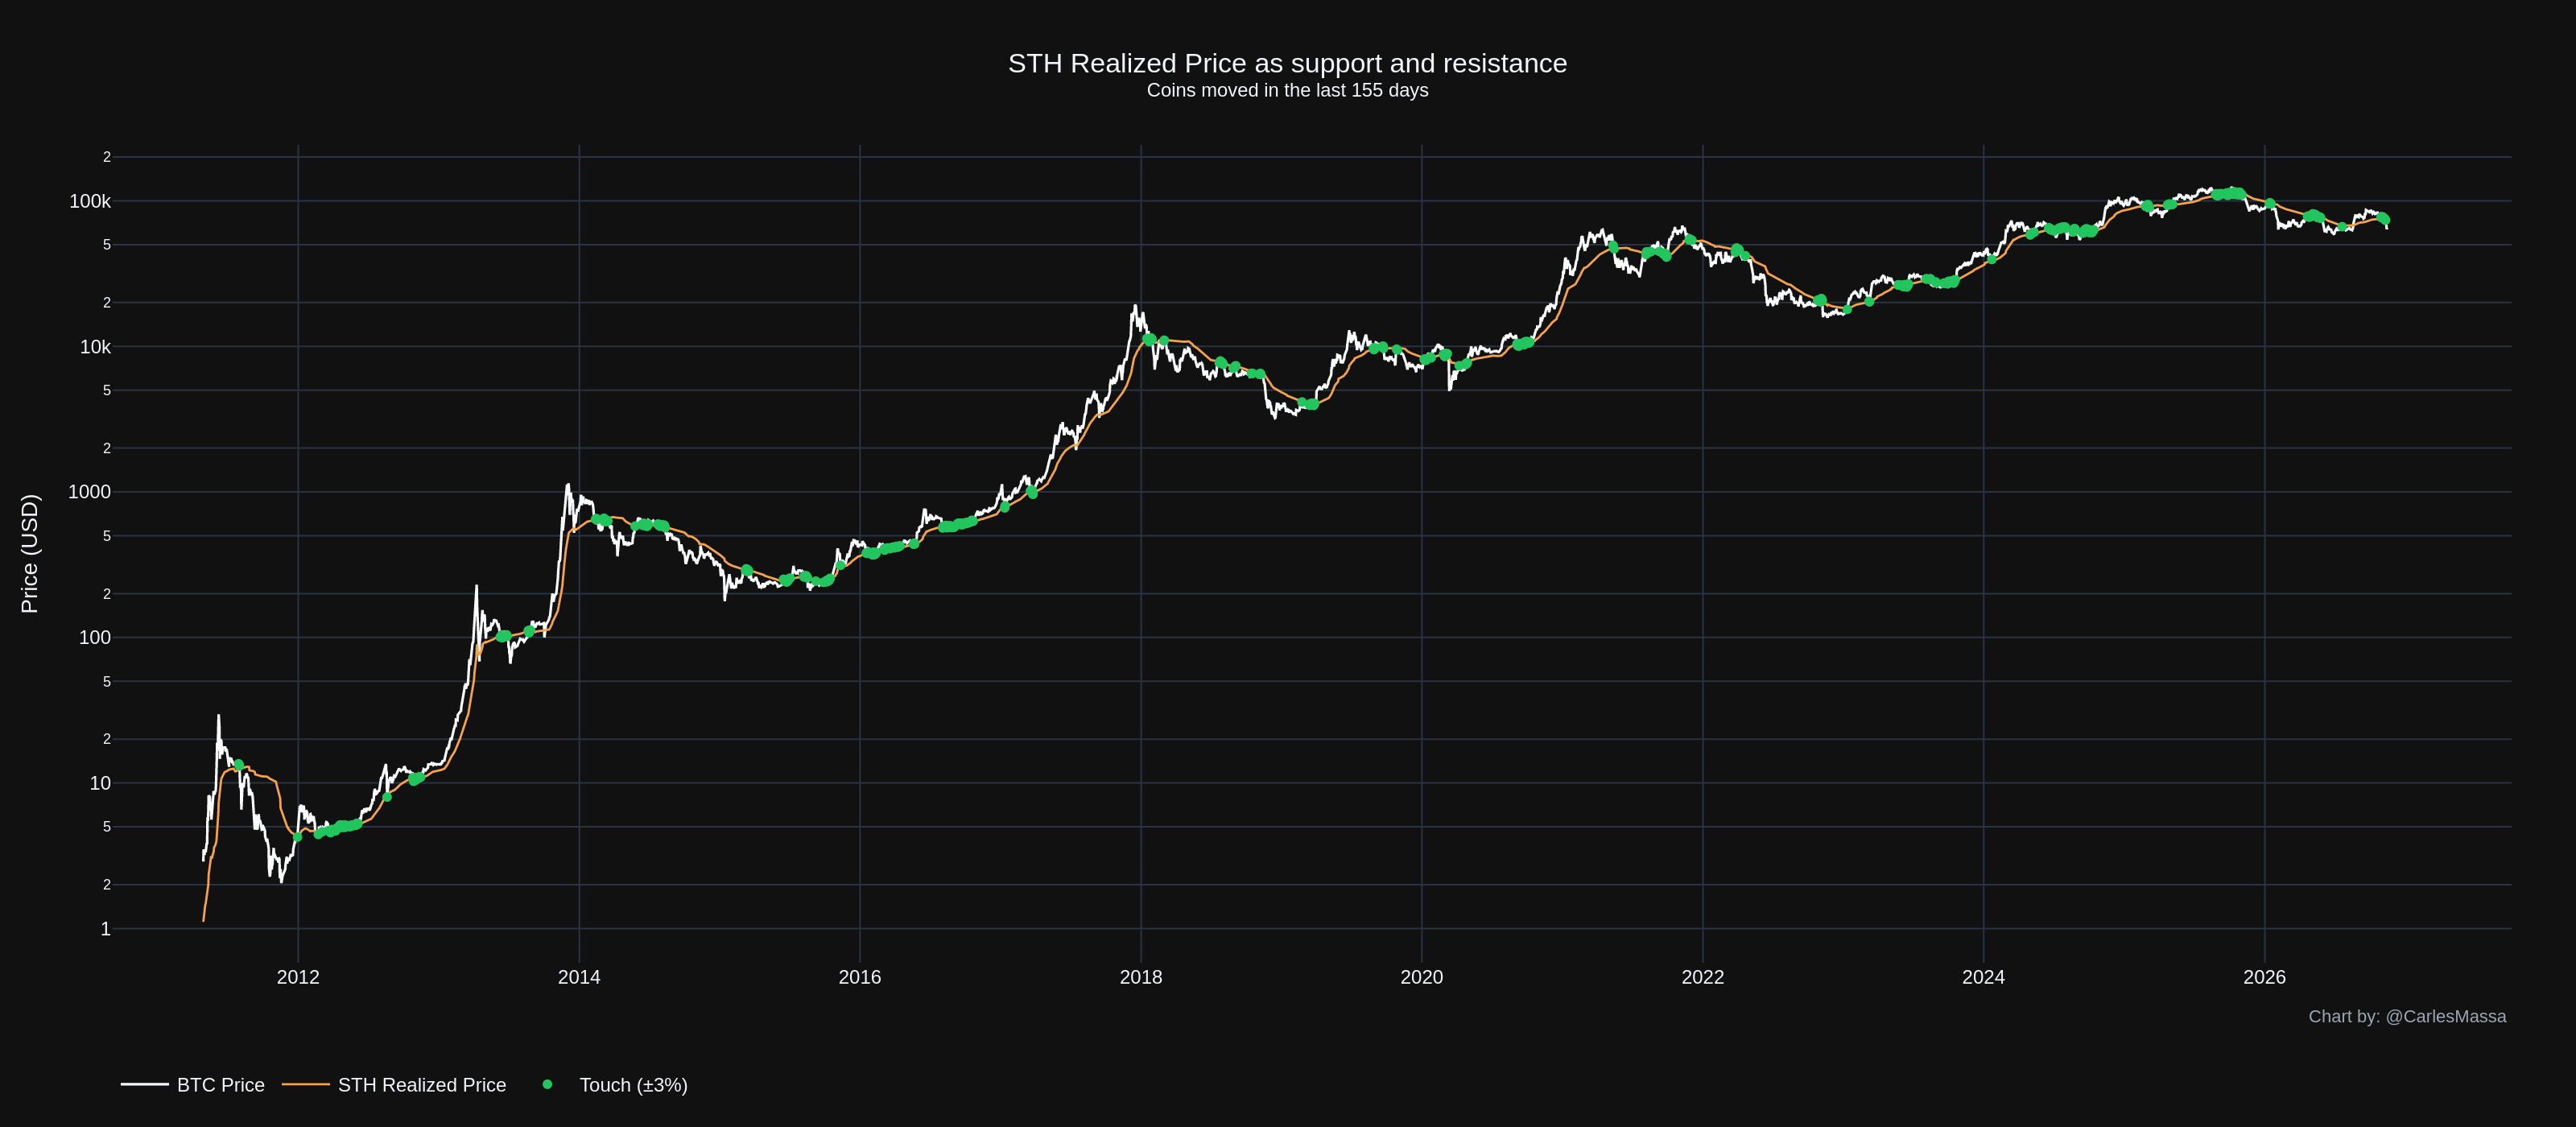 STH Realized Price as support and resistance
Coins moved in the last 155 days
Price (USD)
2
100k
5
2
10k
5
2
1000
5
2
100
5
2
10
5
2
1
2012 2014 2016 2018 2020 2022 2024 2026
Chart by: @CarlesMassa
BTC Price STH Realized Price Touch (±3%)